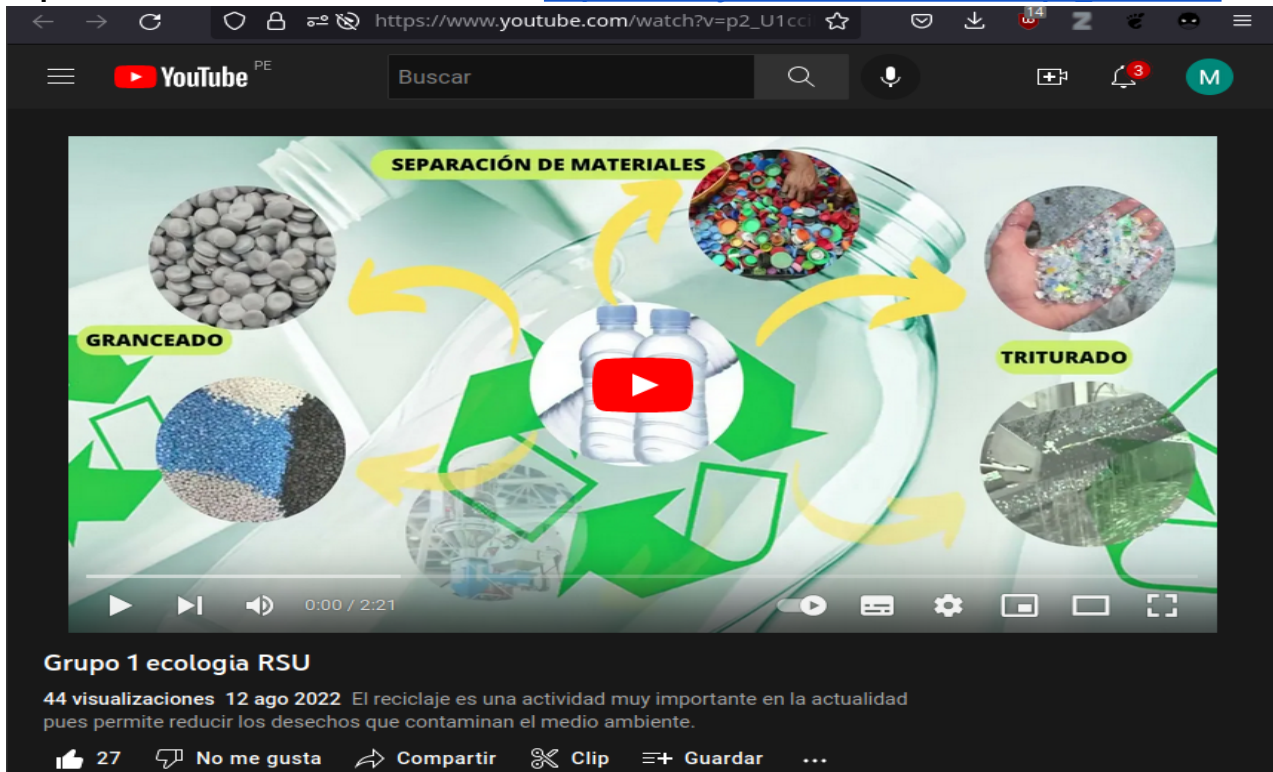 https://www.youtube.com/watch?v=p2_U1cci
14
YouTube PE
Buscar
3
M
SEPARACIÓN DE MATERIALES
GRANCEADO
TRITURADO
0:00 / 2:21
Grupo 1 ecologia RSU
44 visualizaciones 12 ago 2022 El reciclaje es una actividad muy importante en la actualidad
pues permite reducir los desechos que contaminan el medio ambiente.
27 No me gusta Compartir Clip Guardar ...